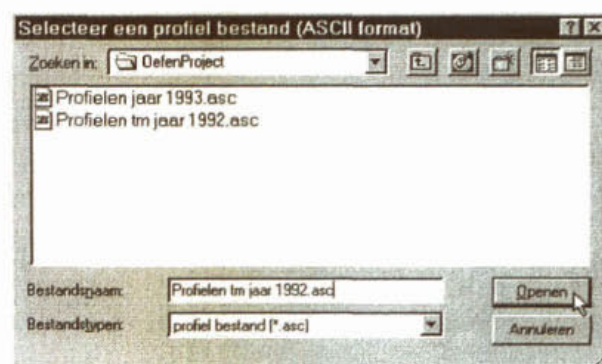 Selecteer een profiel bestand (ASCII format)
Zoeken in: OefenProject
Profielen jaar 1993.asc
Profielen tm jaar 1992.asc
Bestandsnaam: Profielen tm jaar 1992.asc Openen
Bestandstypen: profiel bestand (*.asc) Annuleren